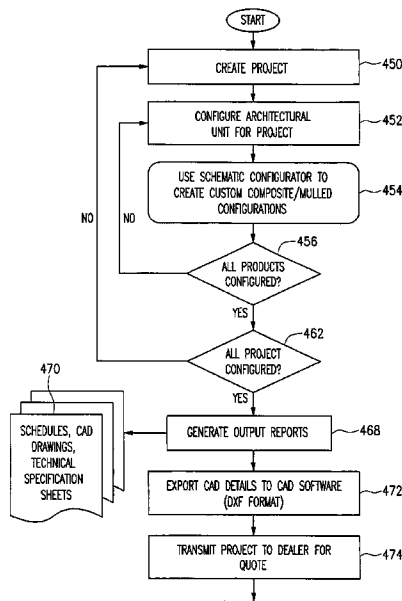 START
CREATE PROJECT
450
CONFIGURE ARCHITECTURAL
UNIT FOR PROJECT
452
USE SCHEMATIC CONFIGURATOR TO
CREATE CUSTOM COMPOSITE/MULLED
CONFIGURATIONS
454
NO
NO
456
ALL PRODUCTS
CONFIGURED?
YES
462
ALL PROJECT
CONFIGURED?
YES
470
SCHEDULES, CAD
DRAWINGS,
TECHNICAL
SPECIFICATION
SHEETS
GENERATE OUTPUT REPORTS
468
EXPORT CAD DETAILS TO CAD SOFTWARE
(DXF FORMAT)
472
TRANSMIT PROJECT TO DEALER FOR
QUOTE
474